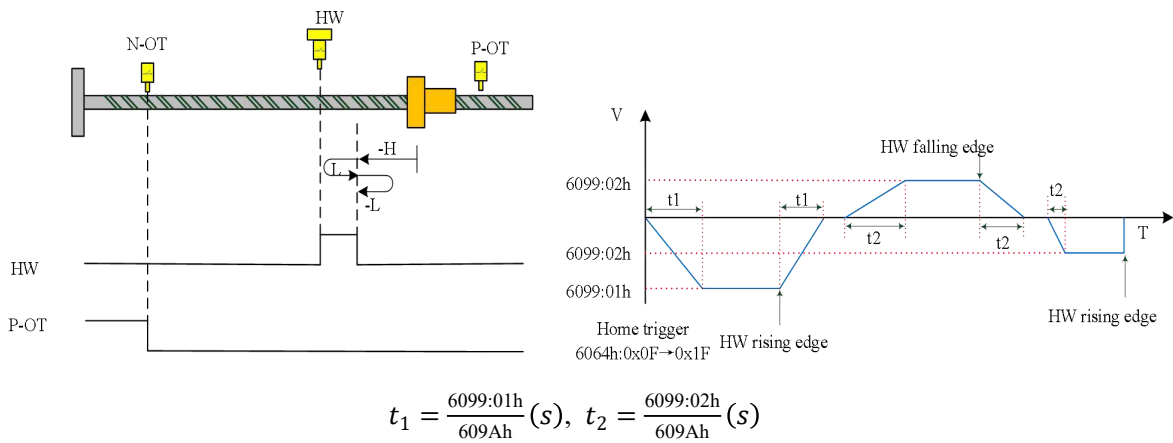 HW
N-OT
P-OT
-H
L
-L
HW
P-OT
V
HW falling edge
6099:02h
t1
t1
t2
t2
t2
T
6099:02h
6099:01h
Home trigger
6064h:0x0F→0x1F
HW rising edge
HW rising edge
t₁ = 6099:01h/609Ah (s), t₂ = 6099:02h/609Ah (s)